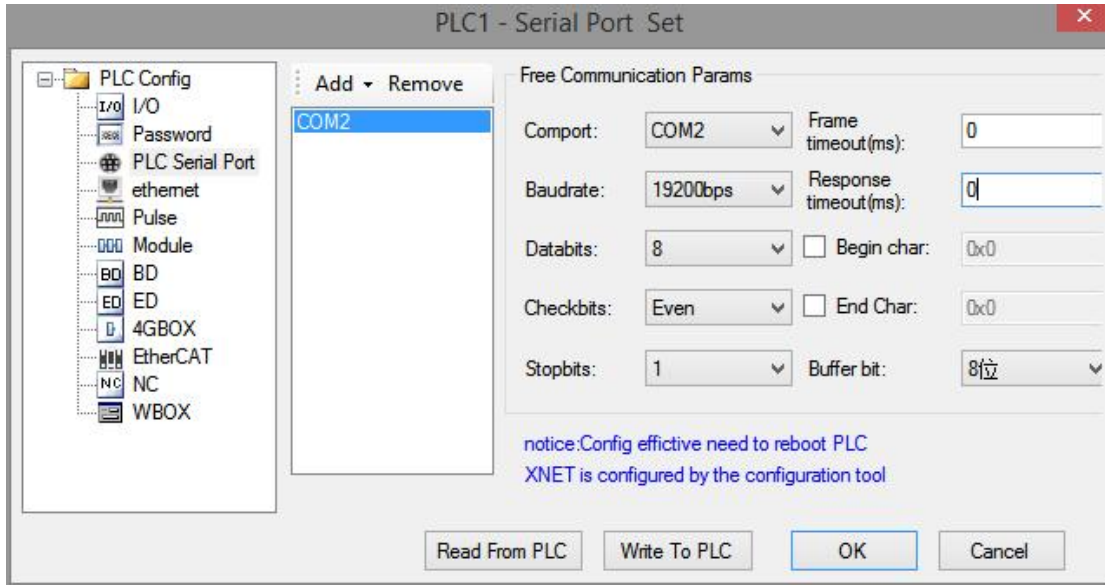 PLC1 - Serial Port Set
PLC Config
I/O I/O
Password
PLC Serial Port
ethernet
Pulse
Module
BD BD
ED ED
4GBOX
EtherCAT
NC NC
WBOX
Add Remove
COM2
Free Communication Params
Comport: COM2 Frame timeout(ms): 0
Baudrate: 19200bps Response timeout(ms): 0
Databits: 8 Begin char: 0x0
Checkbits: Even End Char: 0x0
Stopbits: 1 Buffer bit: 8位
notice:Config effictive need to reboot PLC
XNET is configured by the configuration tool
Read From PLC Write To PLC OK Cancel